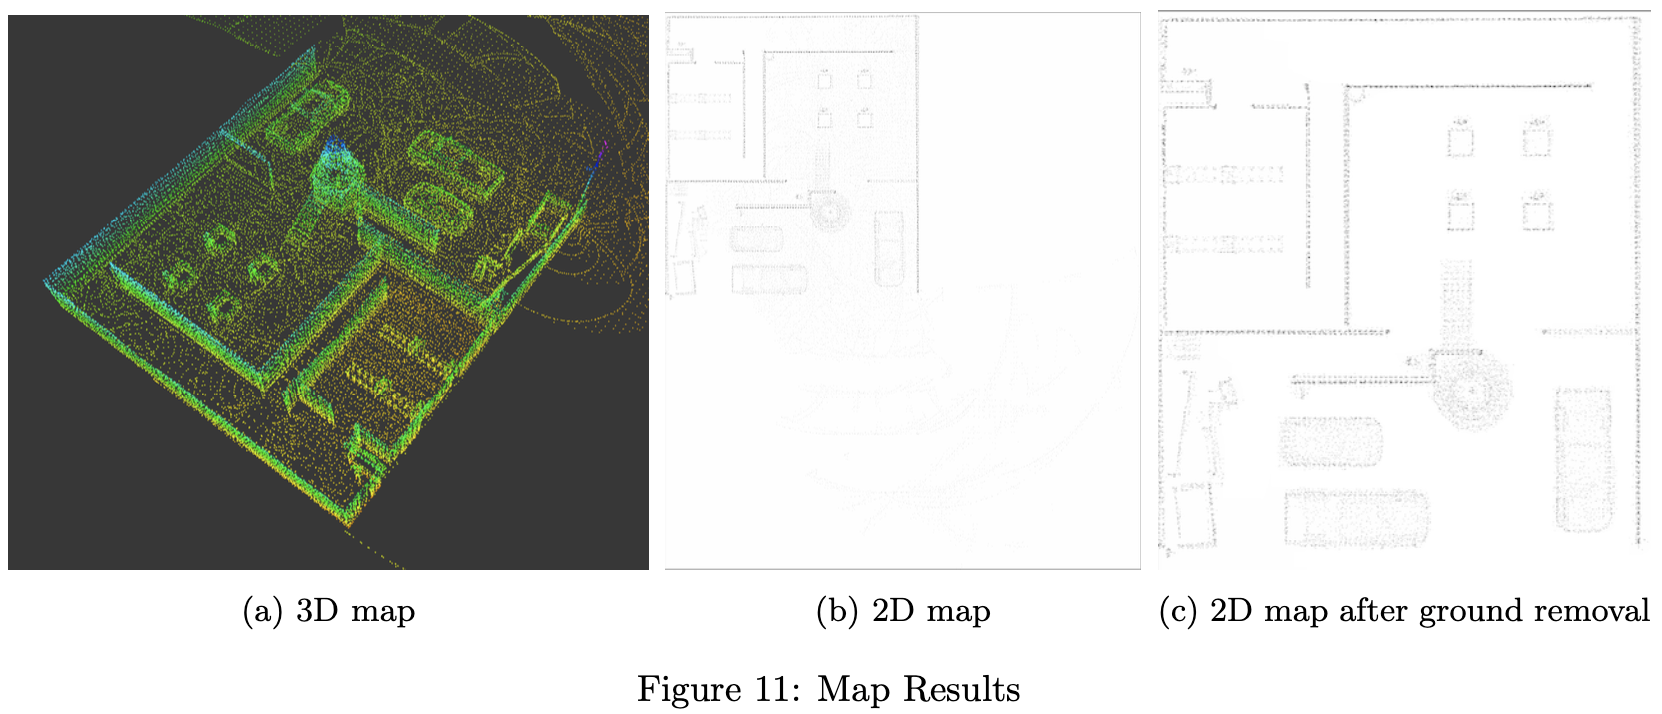 (a) 3D map
(b) 2D map
(c) 2D map after ground removal
Figure 11: Map Results